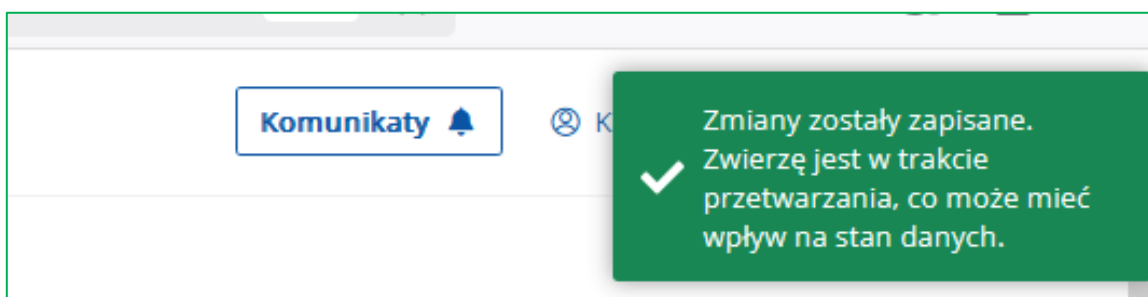 Komunikaty
K
Zmiany zostały zapisane.
Zwierzę jest w trakcie
przetwarzania, co może mieć
wpływ na stan danych.